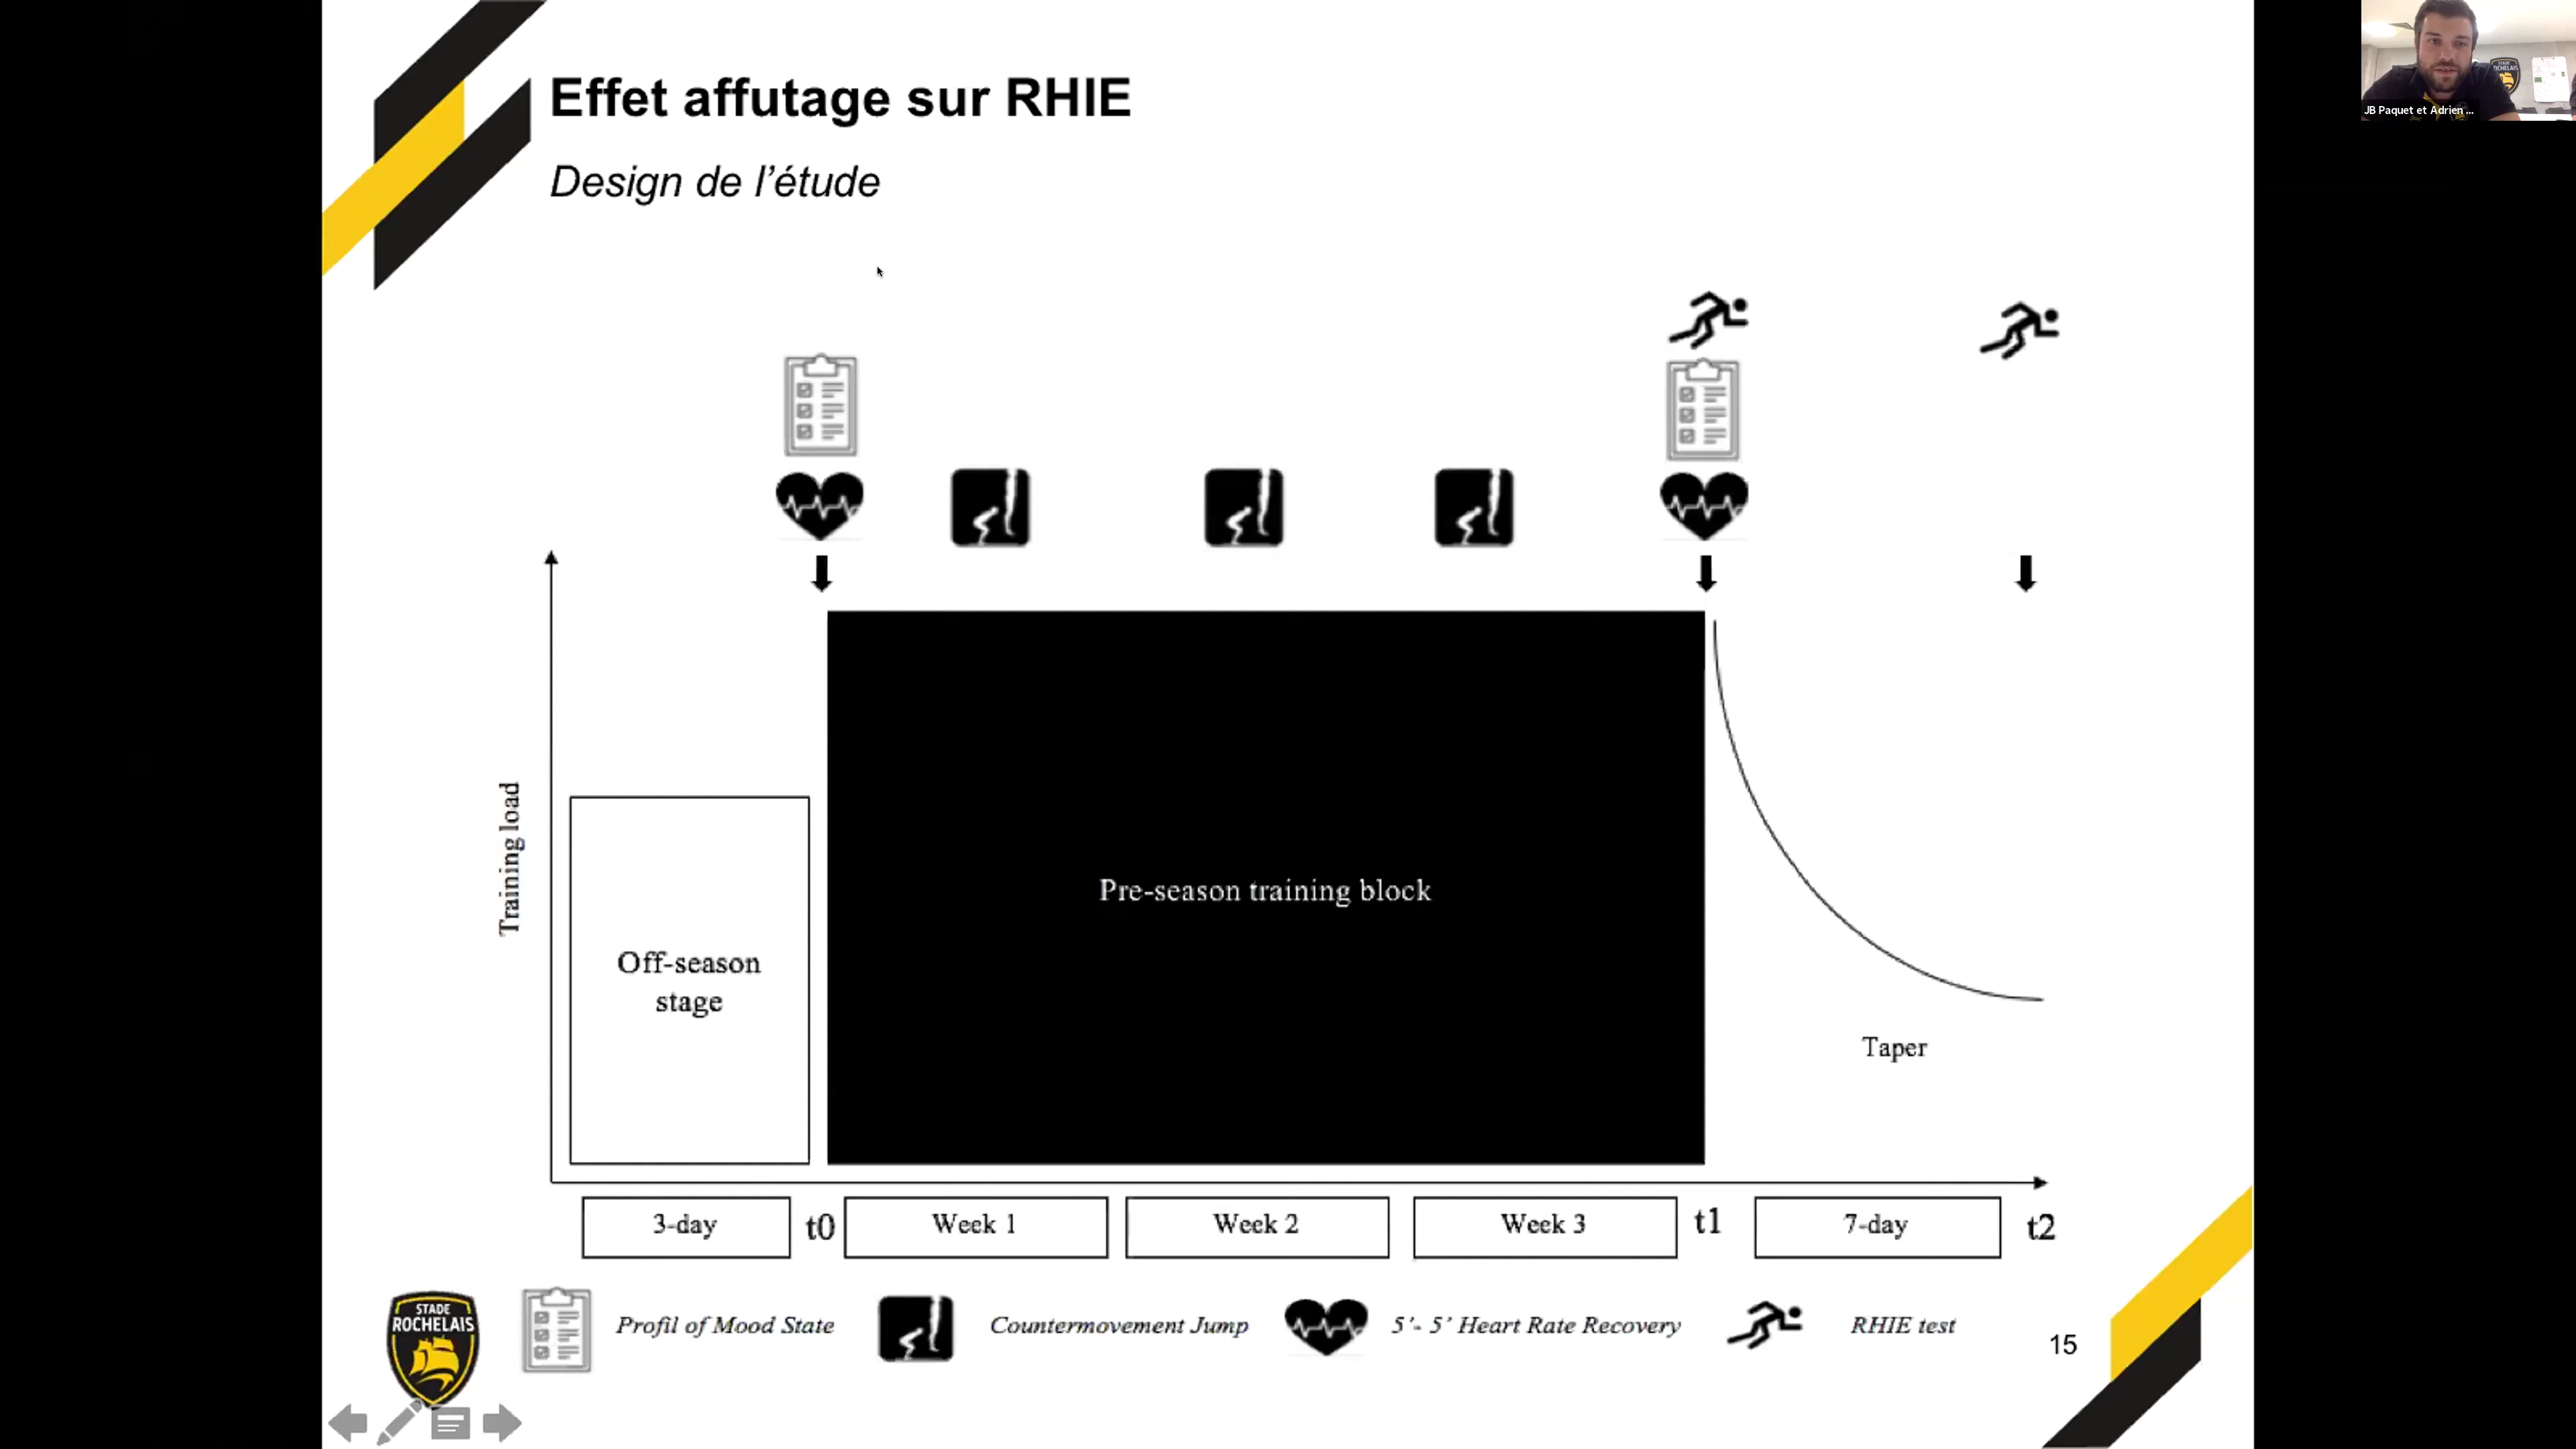 Effet affutage sur RHIE
Design de l'étude
JB Paquet et Adrien ...
Training load
Off-season
stage
Pre-season training block
Taper
3-day
t0
Week 1
Week 2
Week 3
t1
7-day
t2
STADE
ROCHELAIS
Profil of Mood State
Countermovement Jump
5'- 5' Heart Rate Recovery
RHIE test
15